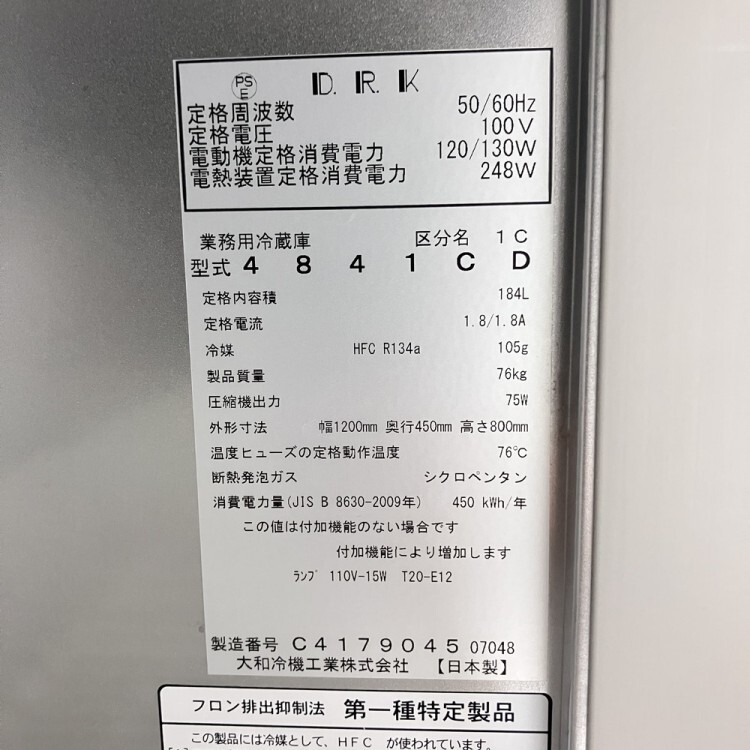 PS
E
D. R. K
定格周波数 50/60Hz
定格電圧 100V
電動機定格消費電力 120/130W
電熱装置定格消費電力 248W
業務用冷蔵庫 区分名 1C
型式 4841CD
定格内容積 184L
定格電流 1.8/1.8A
冷媒 HFC R134a 105g
製品質量 76kg
圧縮機出力 75W
外形寸法 幅1200mm 奥行450mm 高さ800mm
温度ヒューズの定格動作温度 76℃
断熱発泡ガス シクロペンタン
消費電力量(JIS B 8630-2009年) 450 kWh/年
この値は付加機能のない場合です
付加機能により増加します
ﾗﾝﾌﾟ 110V-15W T20-E12
製造番号 C4179045 07048
大和冷機工業株式会社 【日本製】
フロン排出抑制法 第一種特定製品
この製品には冷媒として、HFC が使われています。